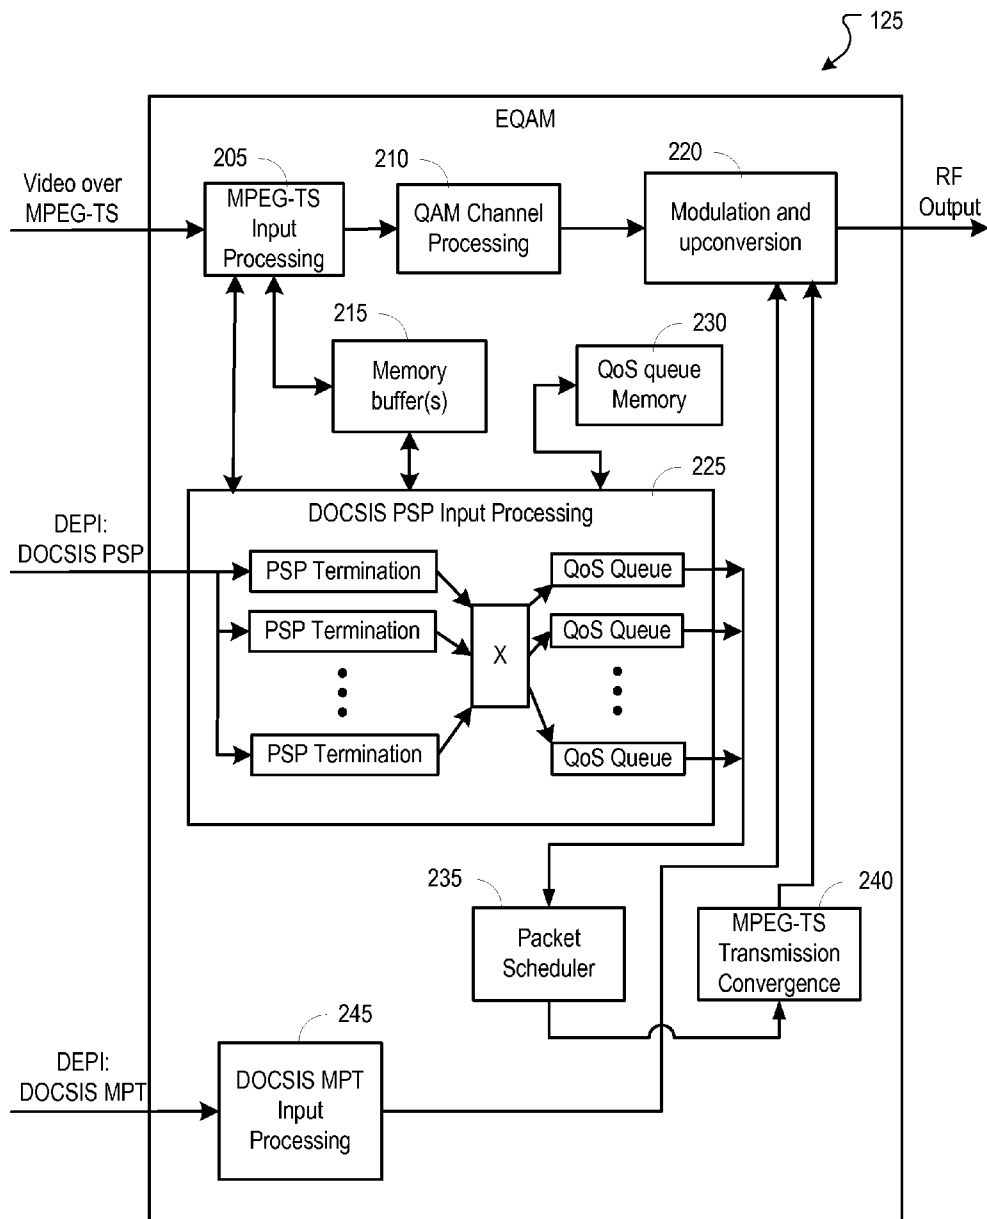 125
EQAM
205
210
220
Video over
MPEG-TS
MPEG-TS
Input
Processing
QAM Channel
Processing
Modulation and
upconversion
RF
Output
215
230
Memory
buffer(s)
QoS queue
Memory
225
DOCSIS PSP Input Processing
DEPI:
DOCSIS PSP
PSP Termination
QoS Queue
PSP Termination
QoS Queue
X
PSP Termination
QoS Queue
235
240
Packet
Scheduler
MPEG-TS
Transmission
Convergence
245
DEPI:
DOCSIS MPT
DOCSIS MPT
Input
Processing